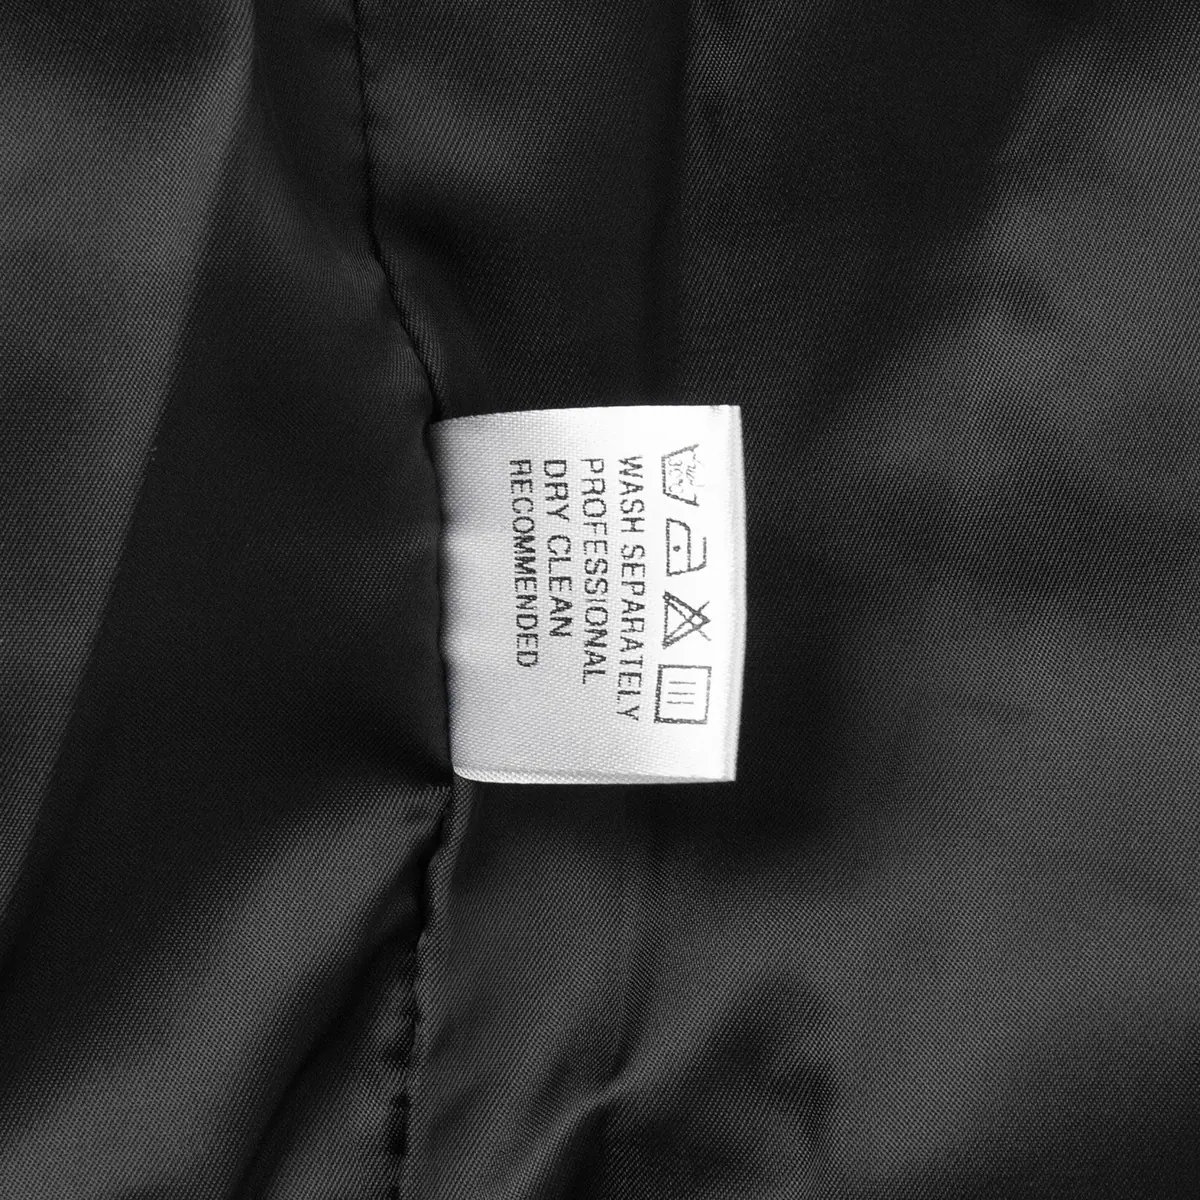 WASH SEPARATELY
PROFESSIONAL
DRY CLEAN
RECOMMENDED